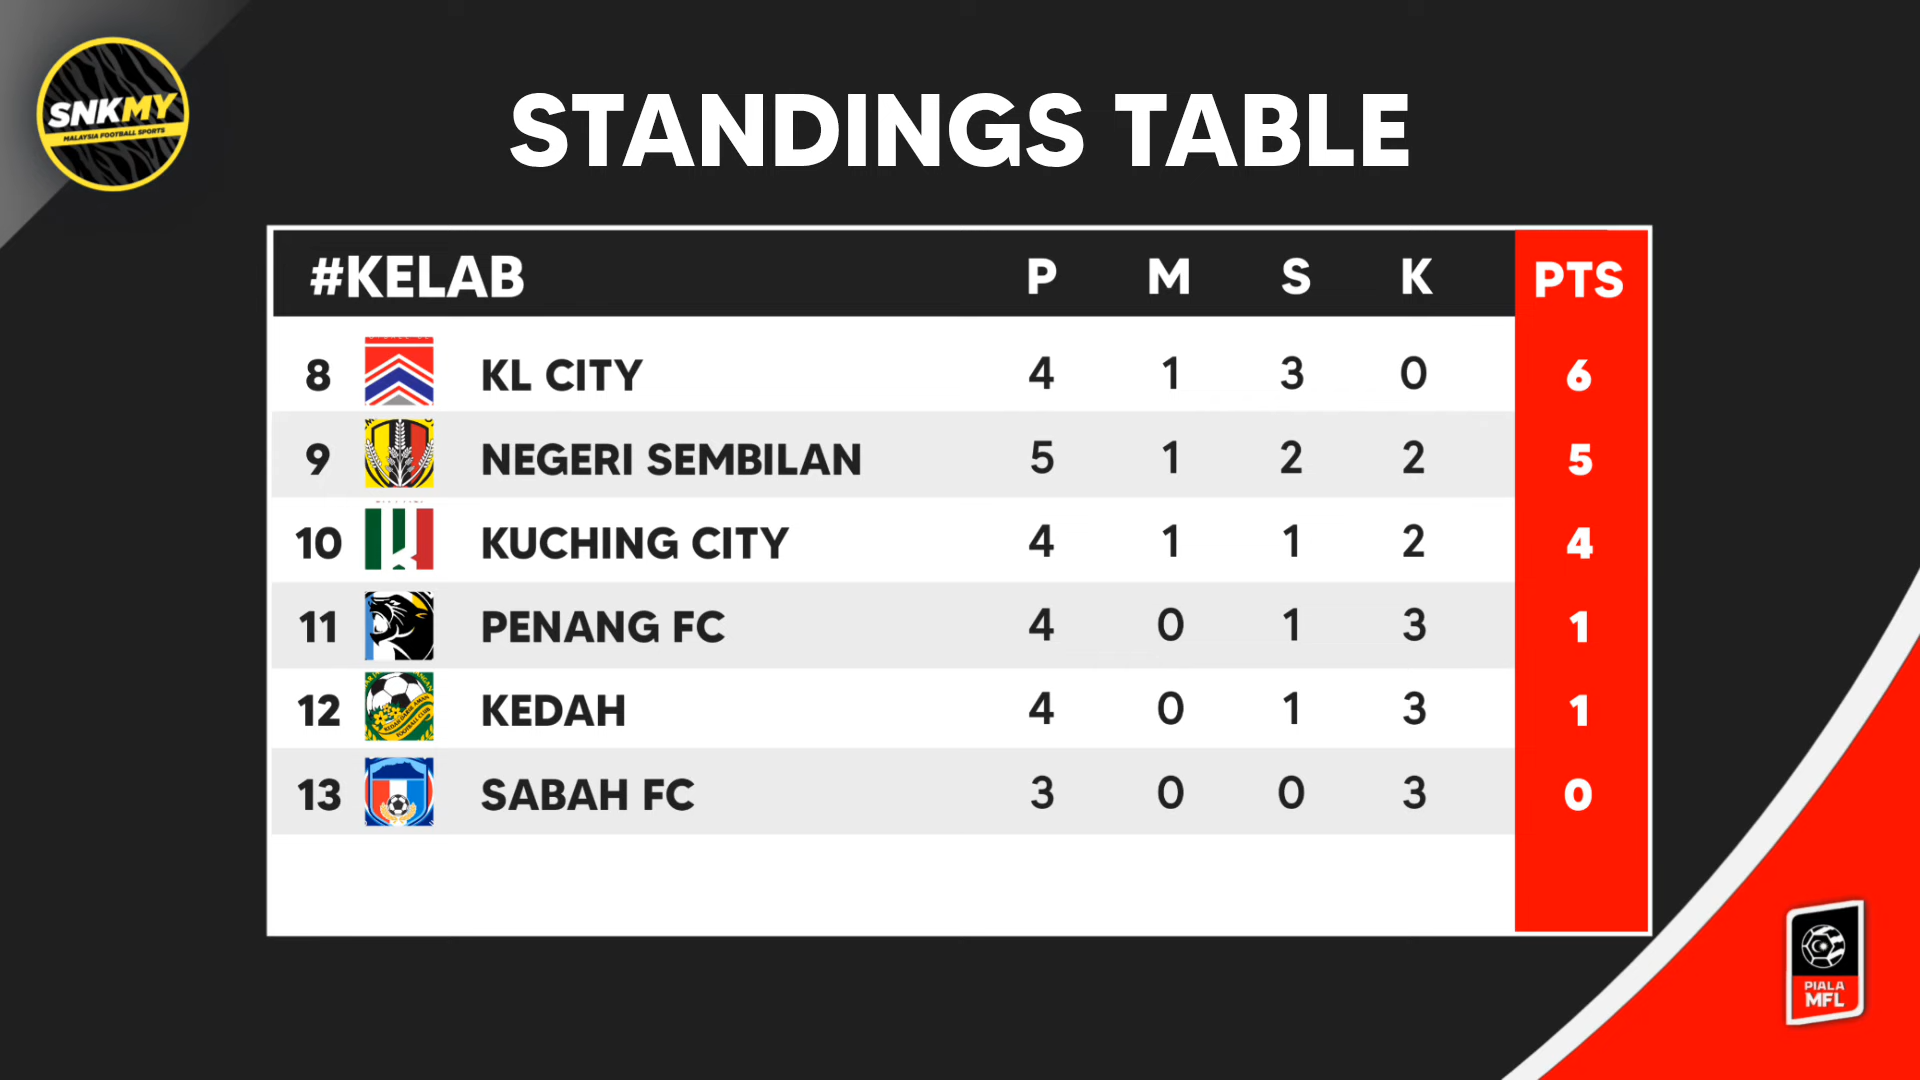 SNKMY
MALAYSIA FOOTBALL SPORTS
STANDINGS TABLE
#KELAB P M S K PTS
8 KL CITY 4 1 3 0 6
9 NEGERI SEMBILAN 5 1 2 2 5
10 KUCHING CITY 4 1 1 2 4
11 PENANG FC 4 0 1 3 1
12 KEDAH 4 0 1 3 1
13 SABAH FC 3 0 0 3 0
PIALA
MFL